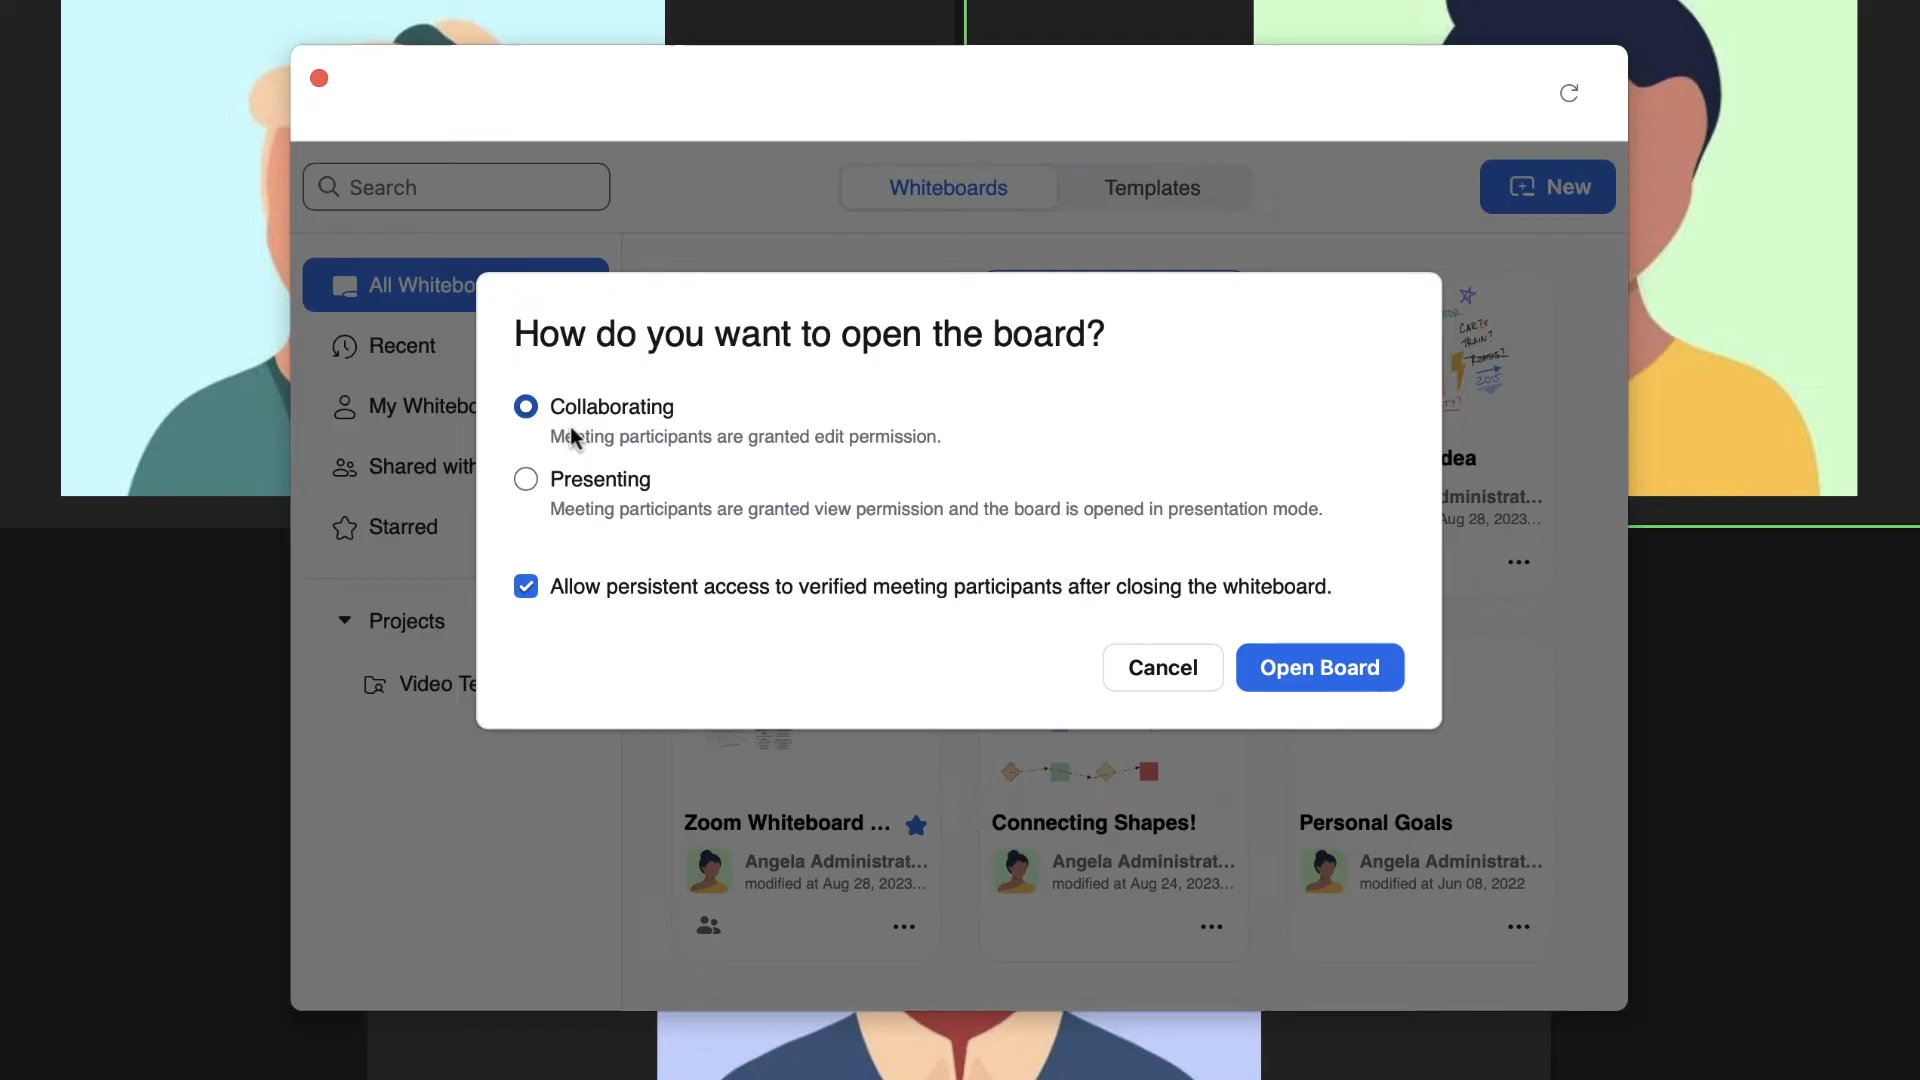 Search
Whiteboards
Templates
New
All Whitebo
Recent
My Whitebo
Shared with
Starred
Projects
Video Te
How do you want to open the board?
Collaborating
Meeting participants are granted edit permission.
Presenting
Meeting participants are granted view permission and the board is opened in presentation mode.
Allow persistent access to verified meeting participants after closing the whiteboard.
Cancel
Open Board
CAR?
TRAIN?
ROADS?
2015
dea
dministrat...
Aug 28, 2023...
Zoom Whiteboard ...
Angela Administrat...
modified at Aug 28, 2023...
Connecting Shapes!
Angela Administrat...
modified at Aug 24, 2023...
Personal Goals
Angela Administrat...
modified at Jun 08, 2022